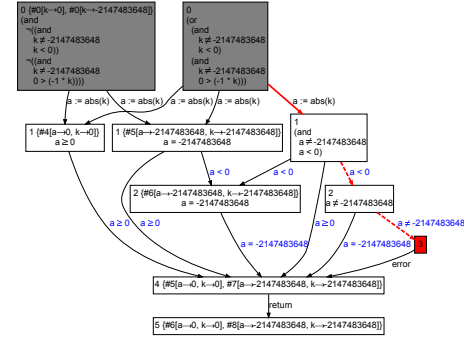 0 {#0[k→0], #0[k→-2147483648]}
(and
¬((and
k ≠ -2147483648
k < 0))
¬((and
k ≠ -2147483648
0 > (-1 * k))))
0
(or
(and
k ≠ -2147483648
k < 0)
(and
k ≠ -2147483648
0 > (-1 * k)))
a := abs(k)
a := abs(k)
a := abs(k)
a := abs(k)
a := abs(k)
1 {#4[a→0, k→0]}
a ≥ 0
1 {#5[a→-2147483648, k→-2147483648]}
a = -2147483648
1
(and
a ≠ -2147483648
a < 0)
a < 0
a < 0
a < 0
2 {#6[a→-2147483648, k→-2147483648]}
a = -2147483648
2
a ≠ -2147483648
a ≥ 0
a ≥ 0
a = -2147483648
a ≥ 0
a = -2147483648
a ≠ -2147483648
3
error
4 {#5[a→0, k→0], #7[a→-2147483648, k→-2147483648]}
return
5 {#6[a→0, k→0], #8[a→-2147483648, k→-2147483648]}